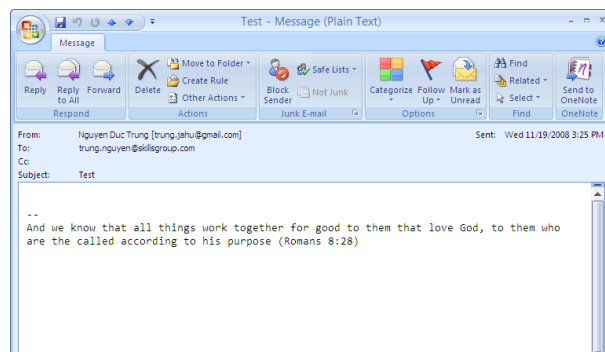 Test - Message (Plain Text)
Message
Reply
Reply to All
Forward
Respond
Delete
Move to Folder
Create Rule
Other Actions
Actions
Block Sender
Safe Lists
Not Junk
Junk E-mail
Categorize
Follow Up
Mark as Unread
Options
Find
Related
Select
Find
Send to OneNote
OneNote
From: Nguyen Duc Trung [trung.jahu@gmail.com] Sent: Wed 11/19/2008 3:25 PM
To: trung.nguyen@skillsgroup.com
Cc:
Subject: Test
--
And we know that all things work together for good to them that love God, to them who
are the called according to his purpose (Romans 8:28)